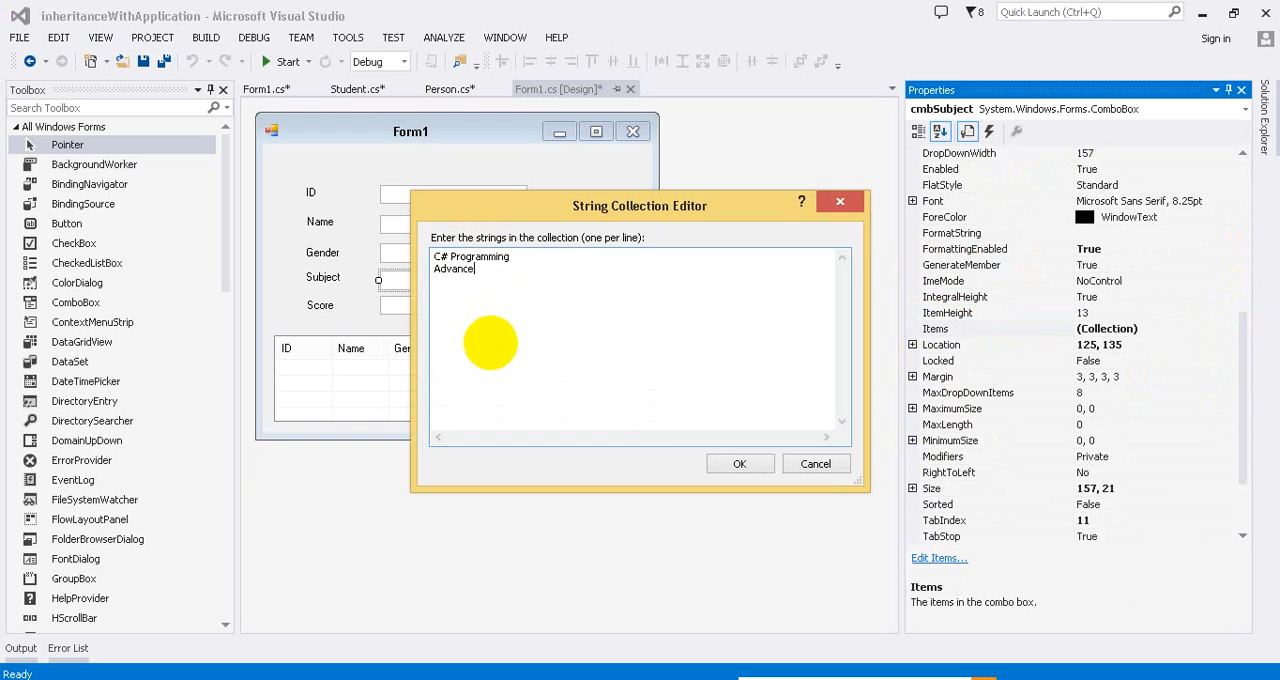 inheritanceWithApplication - Microsoft Visual Studio
8
Quick Launch (Ctrl+Q)
FILE EDIT VIEW PROJECT BUILD DEBUG TEAM TOOLS TEST ANALYZE WINDOW HELP
Sign in
Start Debug
Toolbox
Form1.cs* Student.cs* Person.cs* Form1.cs [Design]*
Properties
Search Toolbox
All Windows Forms
Pointer
BackgroundWorker
BindingNavigator
BindingSource
Button
CheckBox
CheckedListBox
ColorDialog
ComboBox
ContextMenuStrip
DataGridView
DataSet
DateTimePicker
DirectoryEntry
DirectorySearcher
DomainUpDown
ErrorProvider
EventLog
FileSystemWatcher
FlowLayoutPanel
FolderBrowserDialog
FontDialog
GroupBox
HelpProvider
HScrollBar
Form1
ID
Name
Gender
Subject
Score
ID Name Ger
String Collection Editor
?
Enter the strings in the collection (one per line):
C# Programming
Advance
OK Cancel
cmbSubject System.Windows.Forms.ComboBox
DropDownWidth 157
Enabled True
FlatStyle Standard
Font Microsoft Sans Serif, 8.25pt
ForeColor WindowText
FormatString
FormattingEnabled True
GenerateMember True
ImeMode NoControl
IntegralHeight True
ItemHeight 13
Items (Collection)
Location 125, 135
Locked False
Margin 3, 3, 3, 3
MaxDropDownItems 8
MaximumSize 0, 0
MaxLength 0
MinimumSize 0, 0
Modifiers Private
RightToLeft No
Size 157, 21
Sorted False
TabIndex 11
TabStop True
Edit Items...
Items
The items in the combo box.
Solution Explorer
Output Error List
Ready